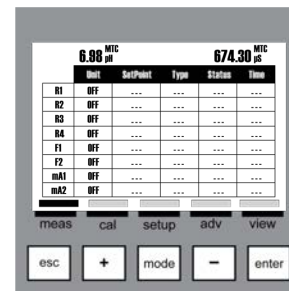 6.98 pH MTC 674.30 µS MTC
Unit SetPoint Type Status Time
R1 OFF --- --- --- ---
R2 OFF --- --- --- ---
R3 OFF --- --- --- ---
R4 OFF --- --- --- ---
F1 OFF --- --- --- ---
F2 OFF --- --- --- ---
mA1 OFF --- --- --- ---
mA2 OFF --- --- --- ---
meas cal setup adv view
esc + mode − enter